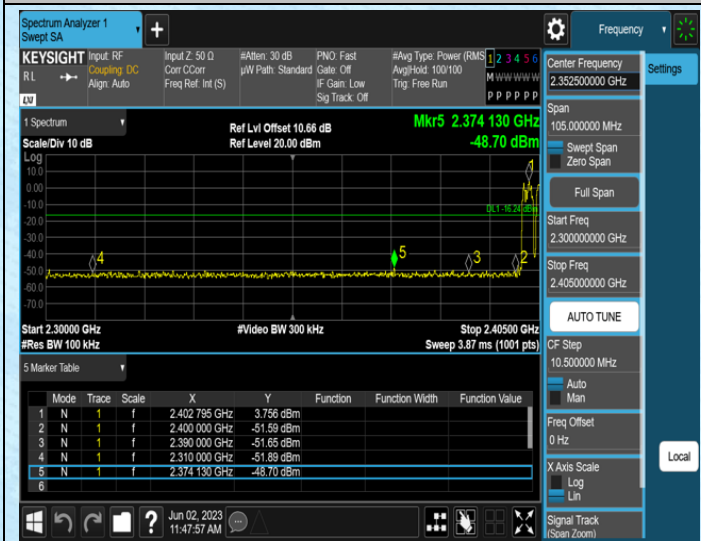 Spectrum Analyzer 1
Swept SA
Frequency
KEYSIGHT
Input: RF
Coupling: DC
Align: Auto
Input Z: 50 Ω
Corr CCorr
Freq Ref: Int (S)
#Atten: 30 dB
µW Path: Standard
PNO: Fast
Gate: Off
IF Gain: Low
Sig Track: Off
#Avg Type: Power (RMS
Avg|Hold: 100/100
Trig: Free Run
1 2 3 4 5 6
M W W W W W
P P P P P P
RL
LXI
1 Spectrum
Scale/Div 10 dB
Ref Lvl Offset 10.66 dB
Ref Level 20.00 dBm
Mkr5 2.374 130 GHz
-48.70 dBm
Log
10.0
0.00
-10.0
-20.0
-30.0
-40.0
-50.0
-60.0
-70.0
DL1 -16.24 dBm
1
4
5
3
2
Start 2.30000 GHz
#Video BW 300 kHz
Stop 2.40500 GHz
#Res BW 100 kHz
Sweep 3.87 ms (1001 pts)
5 Marker Table
Mode Trace Scale X Y Function Function Width Function Value
1 N 1 f 2.402 795 GHz 3.756 dBm
2 N 1 f 2.400 000 GHz -51.59 dBm
3 N 1 f 2.390 000 GHz -51.65 dBm
4 N 1 f 2.310 000 GHz -51.89 dBm
5 N 1 f 2.374 130 GHz -48.70 dBm
6
Jun 02, 2023
11:47:57 AM
Center Frequency
2.352500000 GHz
Settings
Span
105.000000 MHz
Swept Span
Zero Span
Full Span
Start Freq
2.300000000 GHz
Stop Freq
2.405000000 GHz
AUTO TUNE
CF Step
10.500000 MHz
Auto
Man
Freq Offset
0 Hz
Local
X Axis Scale
Log
Lin
Signal Track
(Span Zoom)